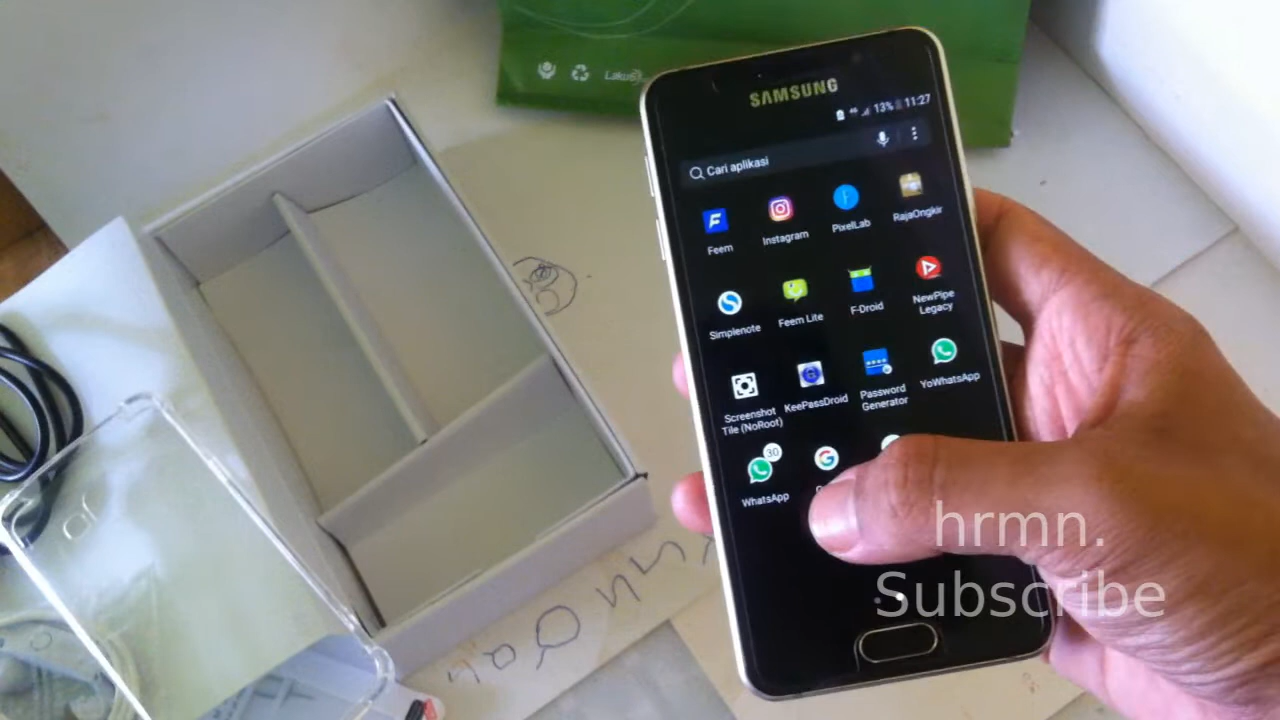 SAMSUNG
13% 11:27
Cari aplikasi
Feem
Instagram
PixelLab
RajaOngkir
Simplenote
Feem Lite
F-Droid
NewPipe
Legacy
Screenshot
Tile (NoRoot)
KeePassDroid
Password
Generator
YoWhatsApp
30
WhatsApp
hrmn.
Subscribe